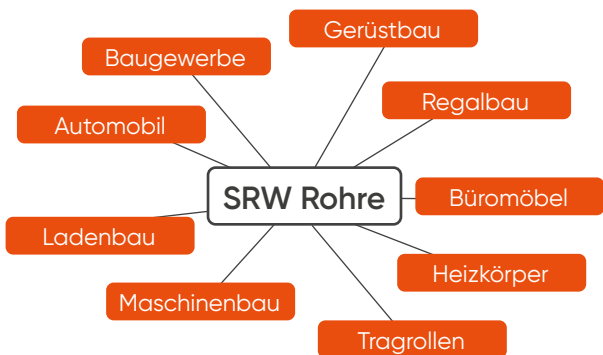 Gerüstbau
Baugewerbe
Regalbau
Automobil
SRW Rohre
Büromöbel
Ladenbau
Heizkörper
Maschinenbau
Tragrollen